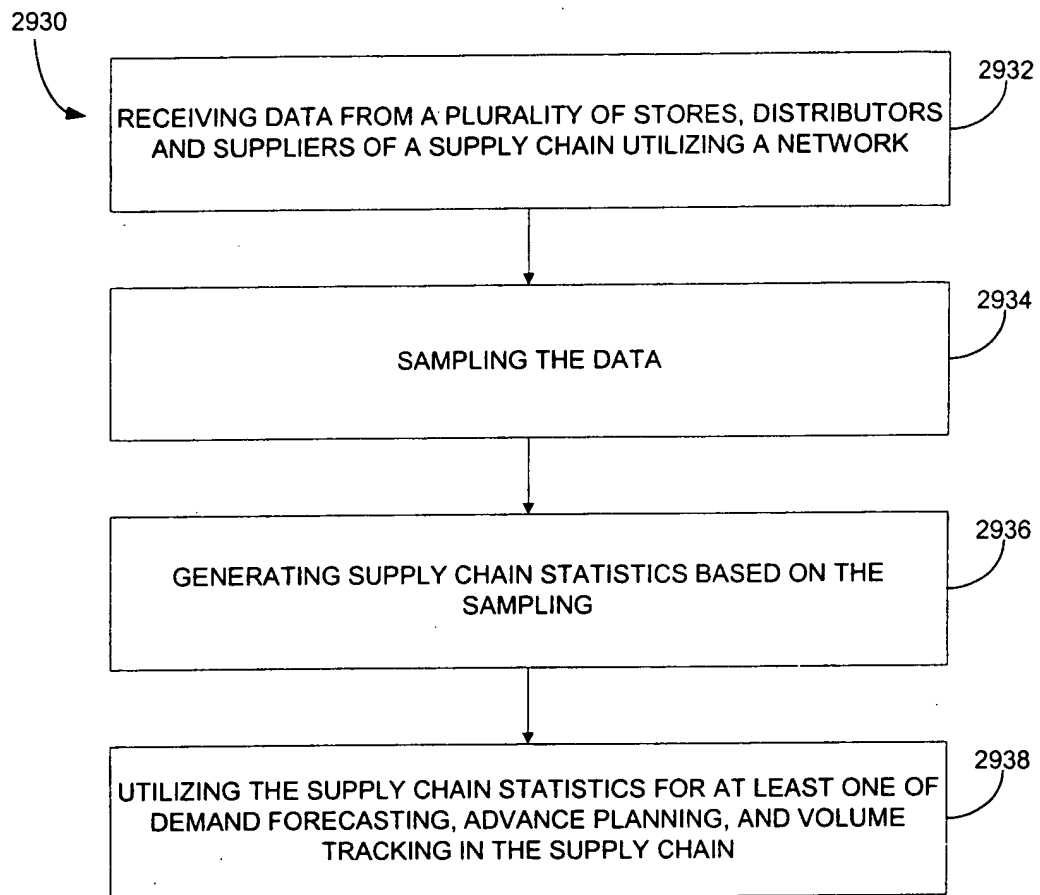 2930
2932
RECEIVING DATA FROM A PLURALITY OF STORES, DISTRIBUTORS
AND SUPPLIERS OF A SUPPLY CHAIN UTILIZING A NETWORK
2934
SAMPLING THE DATA
2936
GENERATING SUPPLY CHAIN STATISTICS BASED ON THE
SAMPLING
2938
UTILIZING THE SUPPLY CHAIN STATISTICS FOR AT LEAST ONE OF
DEMAND FORECASTING, ADVANCE PLANNING, AND VOLUME
TRACKING IN THE SUPPLY CHAIN